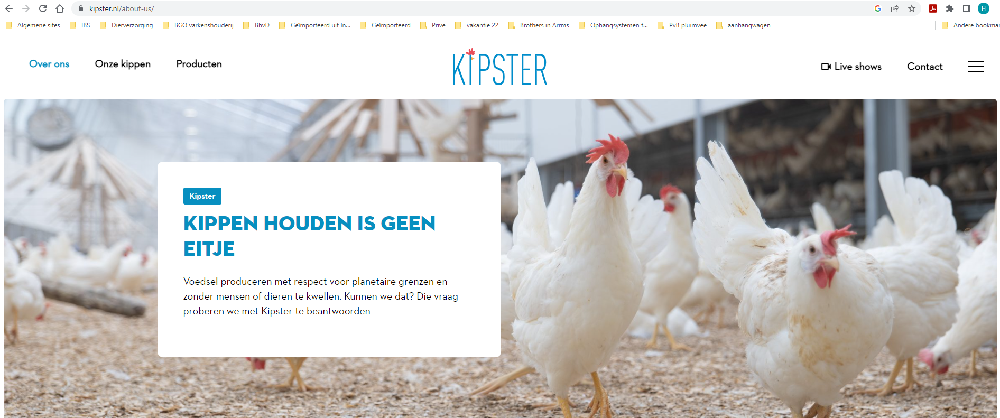 kipster.nl/about-us/
H
Algemene sites IBS Dierverzorging BGO varkenshouderij BhvD Geïmporteerd uit In... Geïmporteerd Prive vakantie 22 Brothers in Arrms Ophangsystemen t... PvB pluimvee aanhangwagen Andere bookmar
Over ons Onze kippen Producten KIPSTER Live shows Contact
Kipster
KIPPEN HOUDEN IS GEEN
EITJE
Voedsel produceren met respect voor planetaire grenzen en
zonder mensen of dieren te kwellen. Kunnen we dat? Die vraag
proberen we met Kipster te beantwoorden.